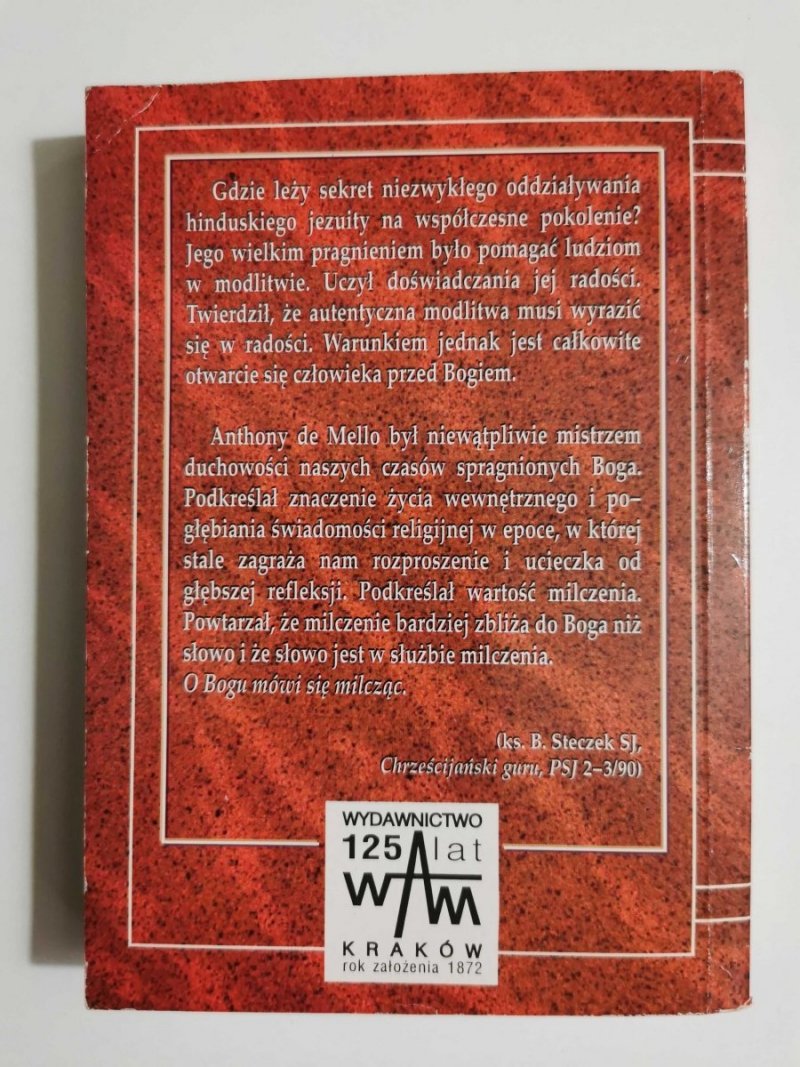 Gdzie leży sekret niezwykłego oddziaływania
hinduskiego jezuity na współczesne pokolenie?
Jego wielkim pragnieniem było pomagać ludziom
w modlitwie. Uczył doświadczania jej radości.
Twierdził, że autentyczna modlitwa musi wyrazić
się w radości. Warunkiem jednak jest całkowite
otwarcie się człowieka przed Bogiem.
Anthony de Mello był niewątpliwie mistrzem
duchowości naszych czasów spragnionych Boga.
Podkreślał znaczenie życia wewnętrznego i po-
głębiania świadomości religijnej w epoce, w której
stale zagraża nam rozproszenie i ucieczka od
głębszej refleksji. Podkreślał wartość milczenia.
Powtarzał, że milczenie bardziej zbliża do Boga niż
słowo i że słowo jest w służbie milczenia.
O Bogu mówi się milcząc.
(ks. B. Steczek SJ,
Chrześcijański guru, PSJ 2–3/90)
WYDAWNICTWO
125 lat
WAM
KRAKÓW
rok założenia 1872